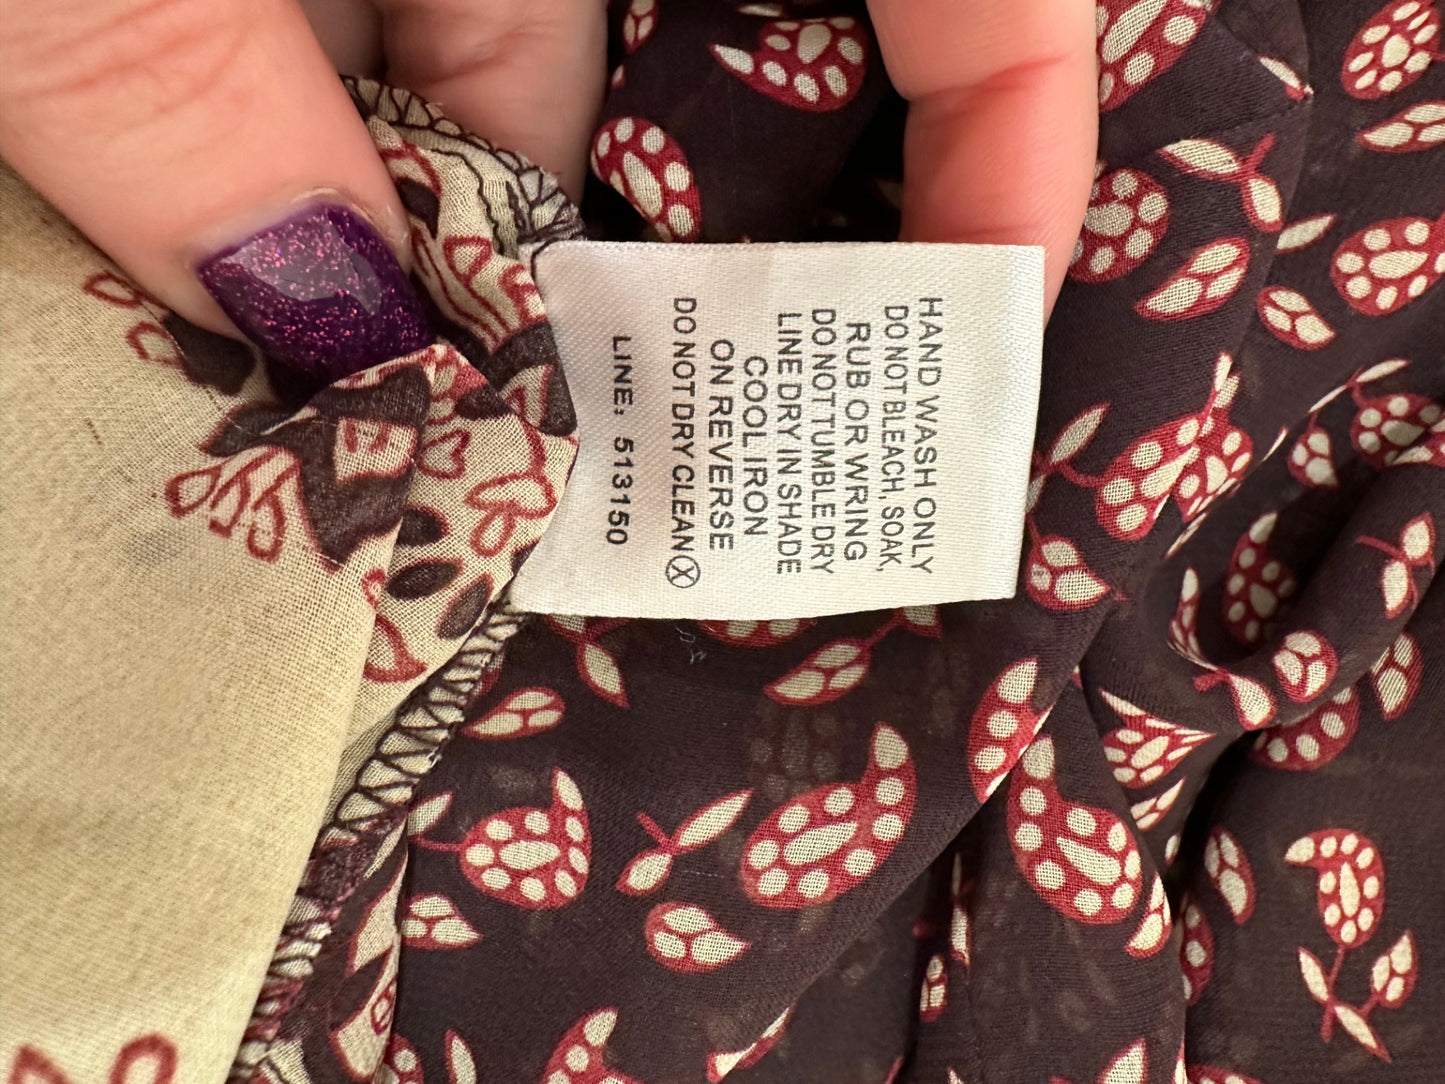 HAND WASH ONLY
DO NOT BLEACH, SOAK,
RUB OR WRING
DO NOT TUMBLE DRY
LINE DRY IN SHADE
COOL IRON
ON REVERSE
DO NOT DRY CLEAN Ⓧ
LINE: 513150